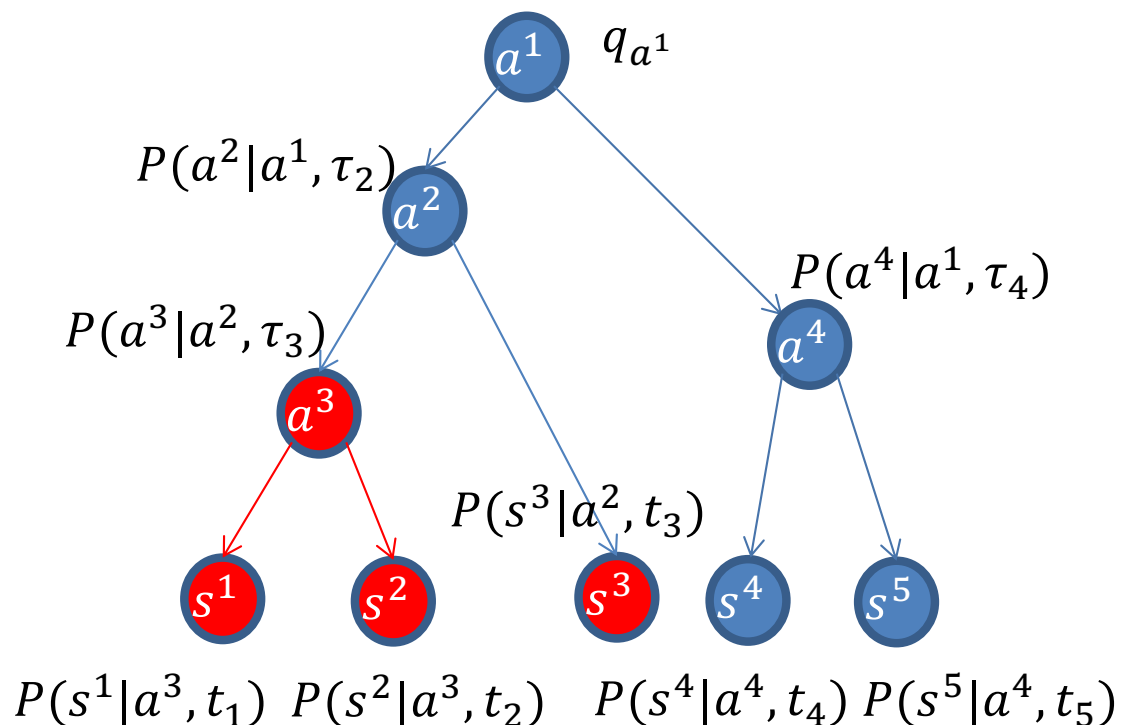 a¹ q_{a¹}
P(a²|a¹, τ₂)
a²
P(a⁴|a¹, τ₄)
P(a³|a², τ₃)
a⁴
a³
P(s³|a², t₃)
s¹ s² s³ s⁴ s⁵
P(s¹|a³, t₁) P(s²|a³, t₂) P(s⁴|a⁴, t₄) P(s⁵|a⁴, t₅)